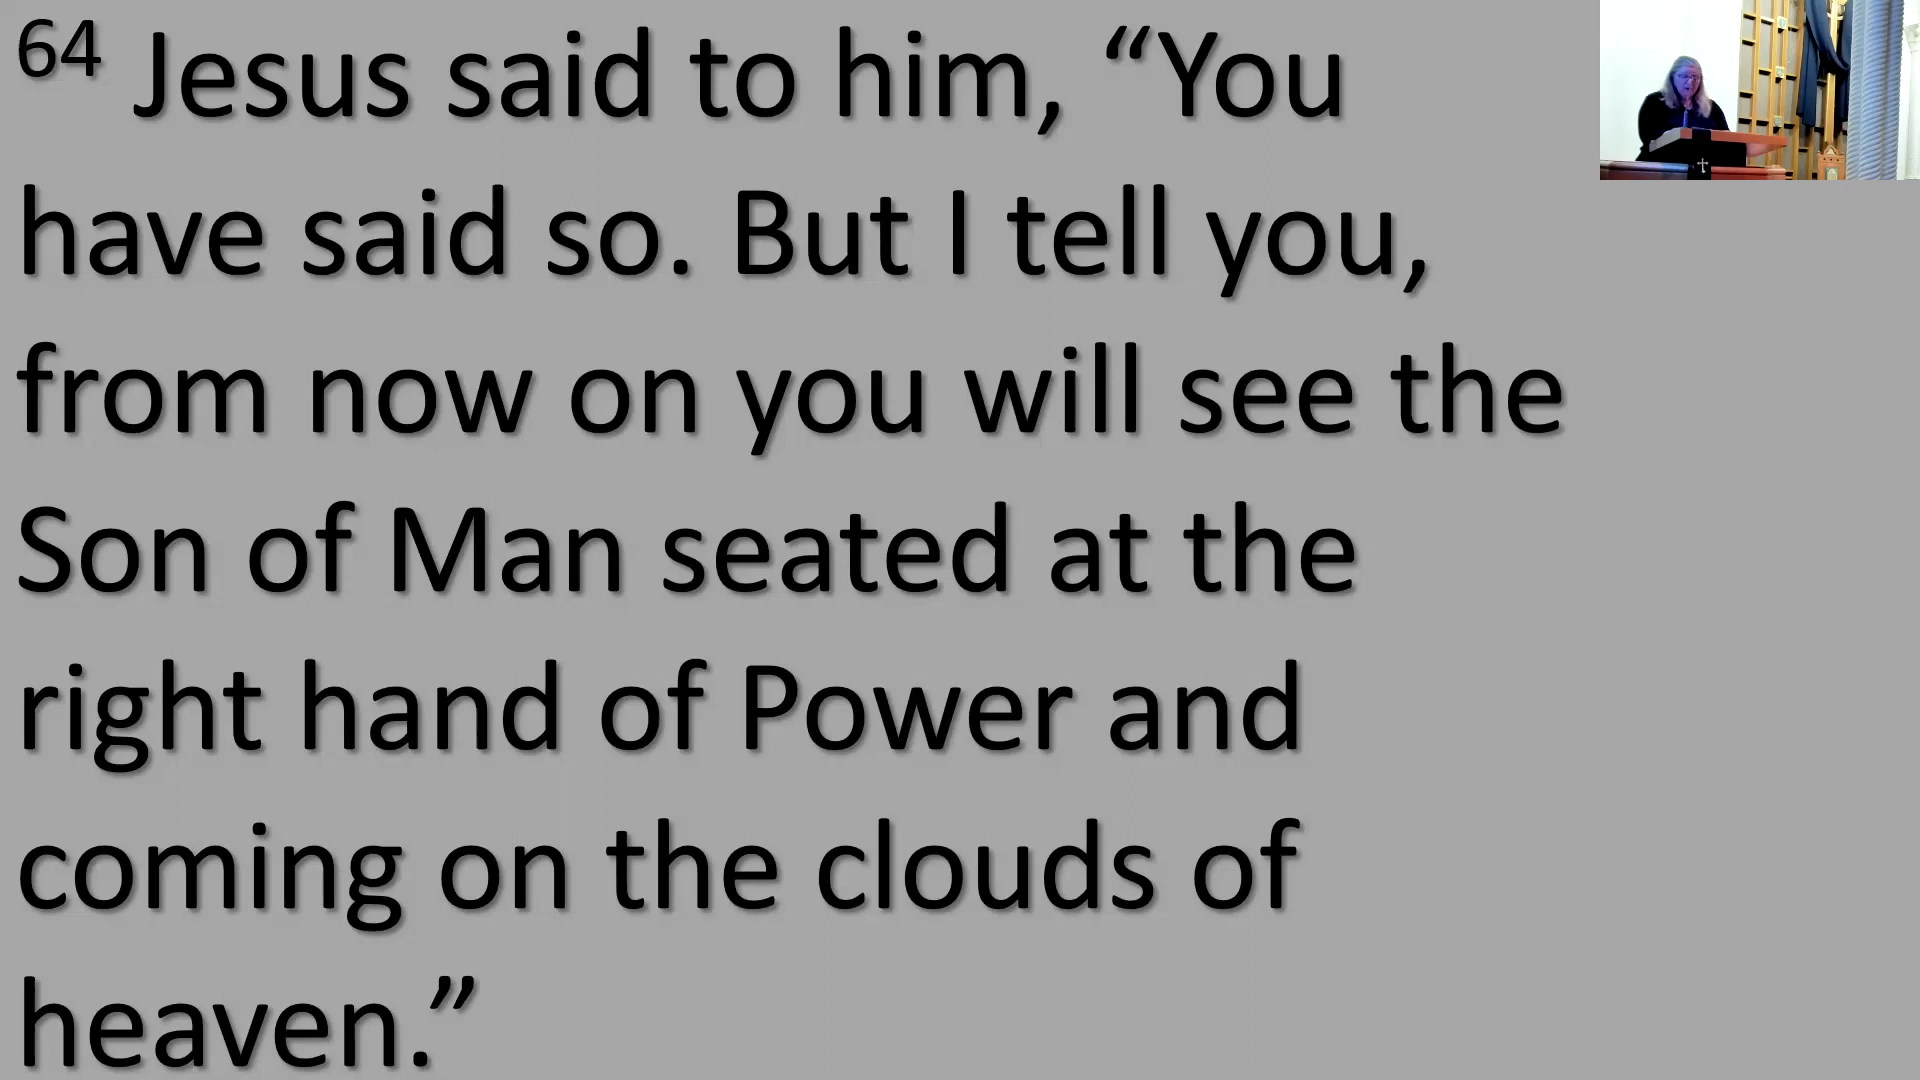 64 Jesus said to him, “You
have said so. But I tell you,
from now on you will see the
Son of Man seated at the
right hand of Power and
coming on the clouds of
heaven.”